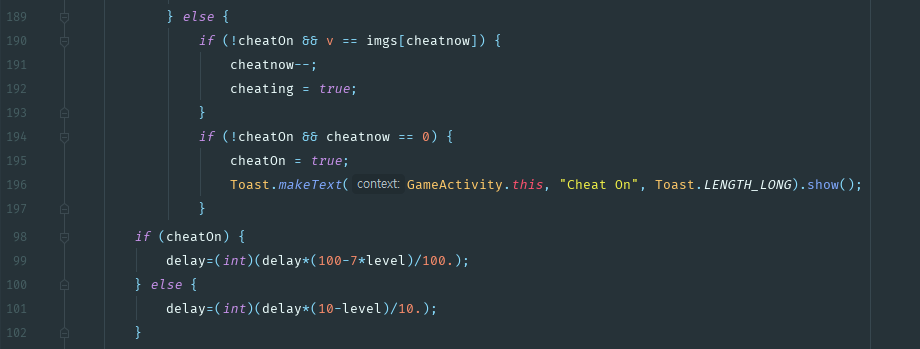 189 } else {
190 if (!cheatOn && v == imgs[cheatnow]) {
191 cheatnow--;
192 cheating = true;
193 }
194 if (!cheatOn && cheatnow == 0) {
195 cheatOn = true;
196 Toast.makeText( context: GameActivity.this, "Cheat On", Toast.LENGTH_LONG).show();
197 }
98 if (cheatOn) {
99 delay=(int)(delay*(100-7*level)/100.);
100 } else {
101 delay=(int)(delay*(10-level)/10.);
102 }